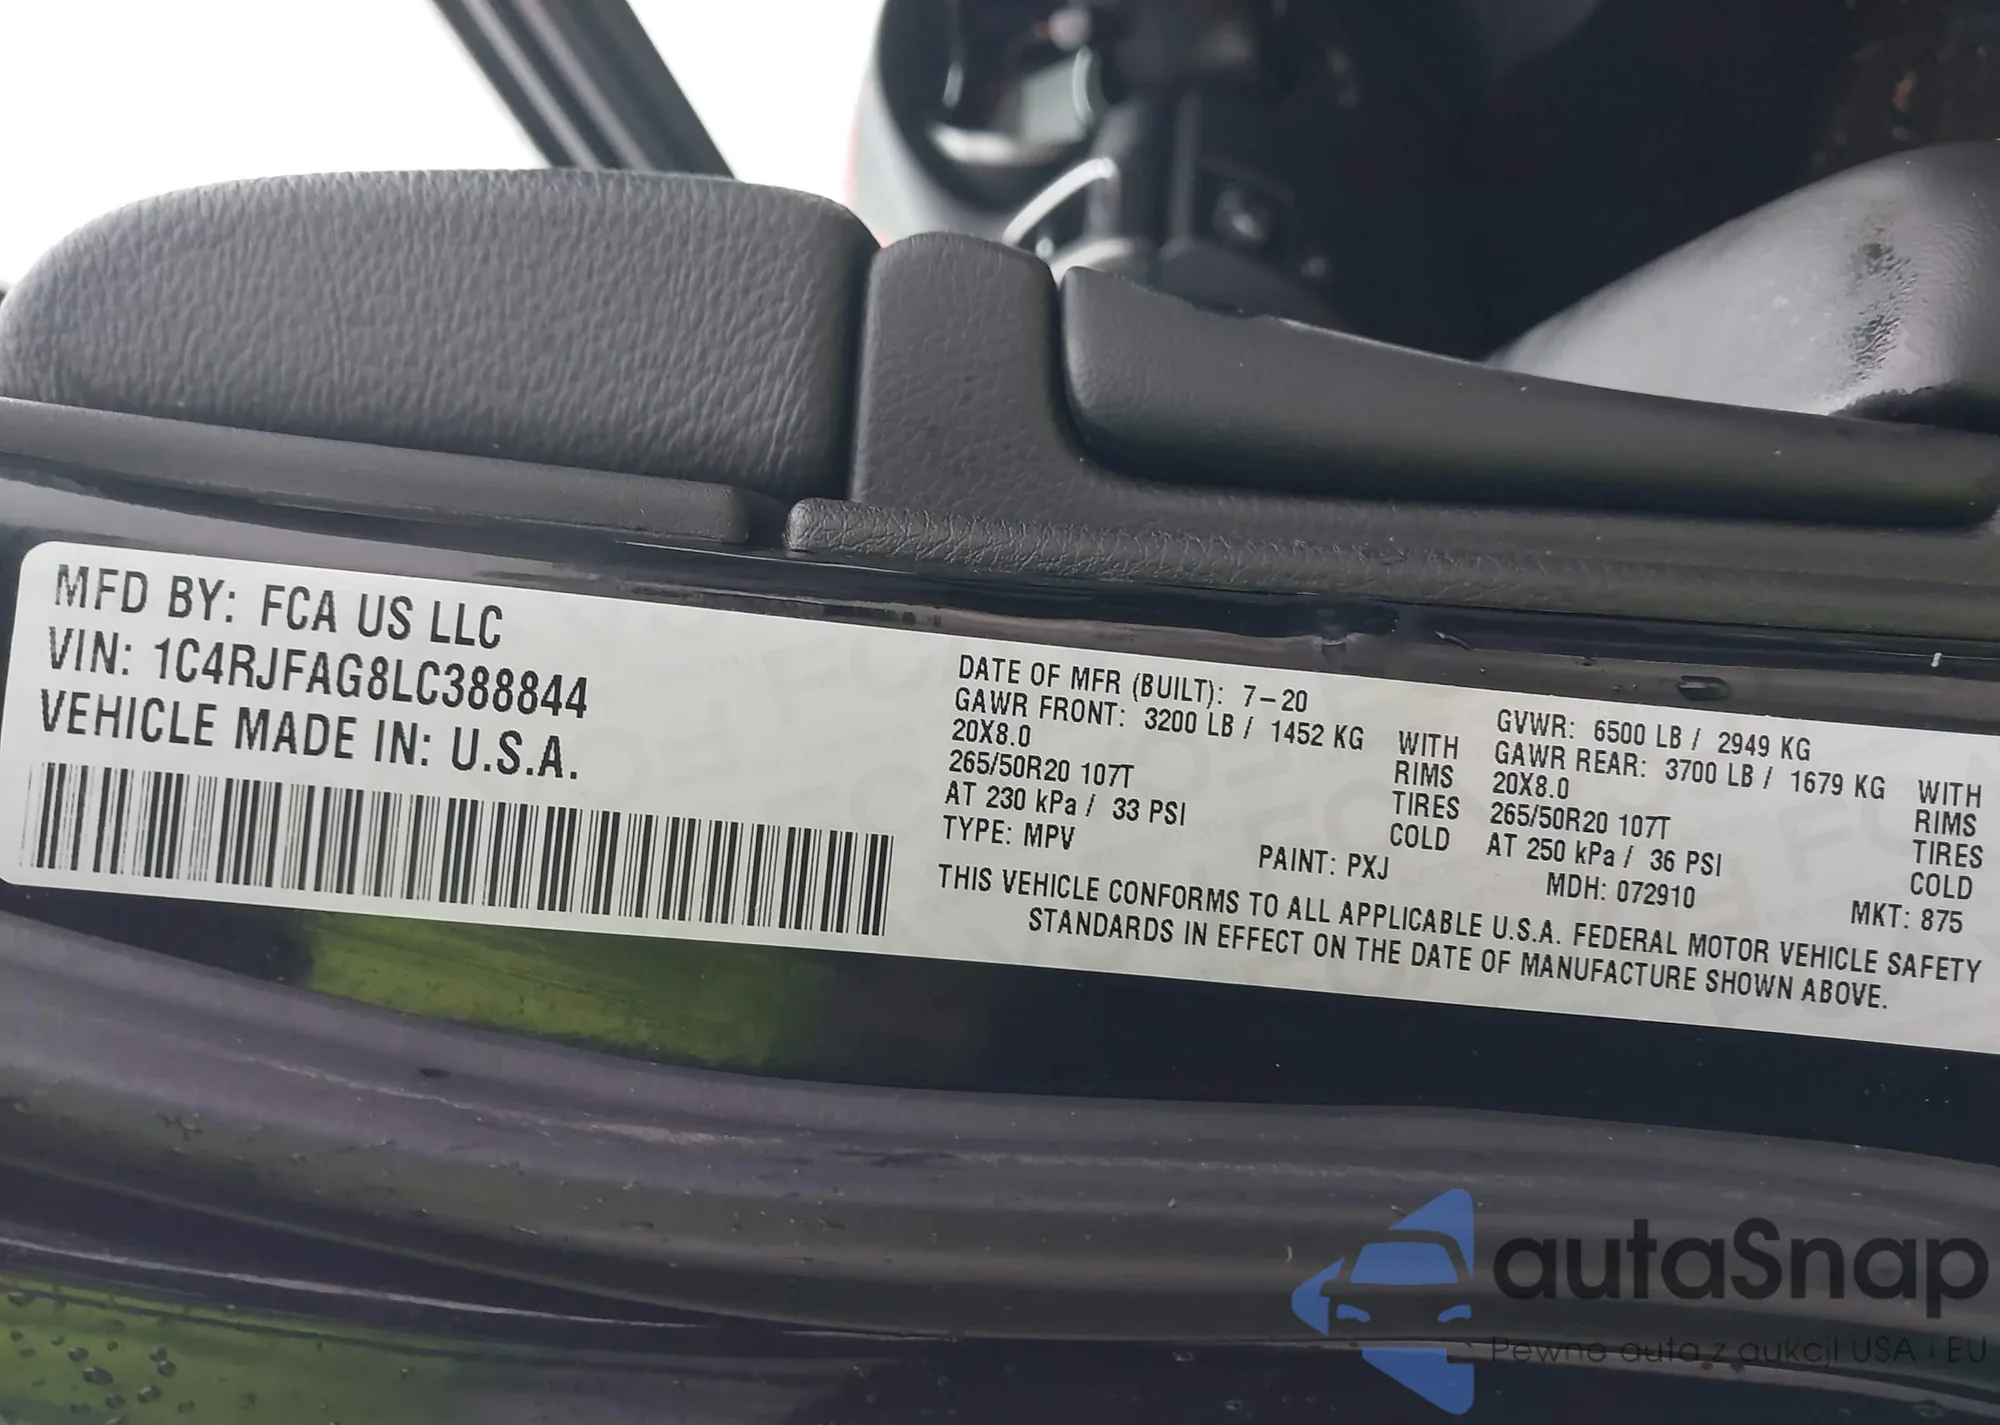 MFD BY: FCA US LLC
VIN: 1C4RJFAG8LC388844
VEHICLE MADE IN: U.S.A.
DATE OF MFR (BUILT): 7-20
GAWR FRONT: 3200 LB / 1452 KG WITH
20X8.0 RIMS
265/50R20 107T TIRES
AT 230 kPa / 33 PSI COLD
GVWR: 6500 LB / 2949 KG
GAWR REAR: 3700 LB / 1679 KG WITH
20X8.0 RIMS
265/50R20 107T TIRES
AT 250 kPa / 36 PSI COLD
TYPE: MPV PAINT: PXJ MDH: 072910 MKT: 875
THIS VEHICLE CONFORMS TO ALL APPLICABLE U.S.A. FEDERAL MOTOR VEHICLE SAFETY
STANDARDS IN EFFECT ON THE DATE OF MANUFACTURE SHOWN ABOVE.
autaSnap
Pewne auta z aukcji USA i EU